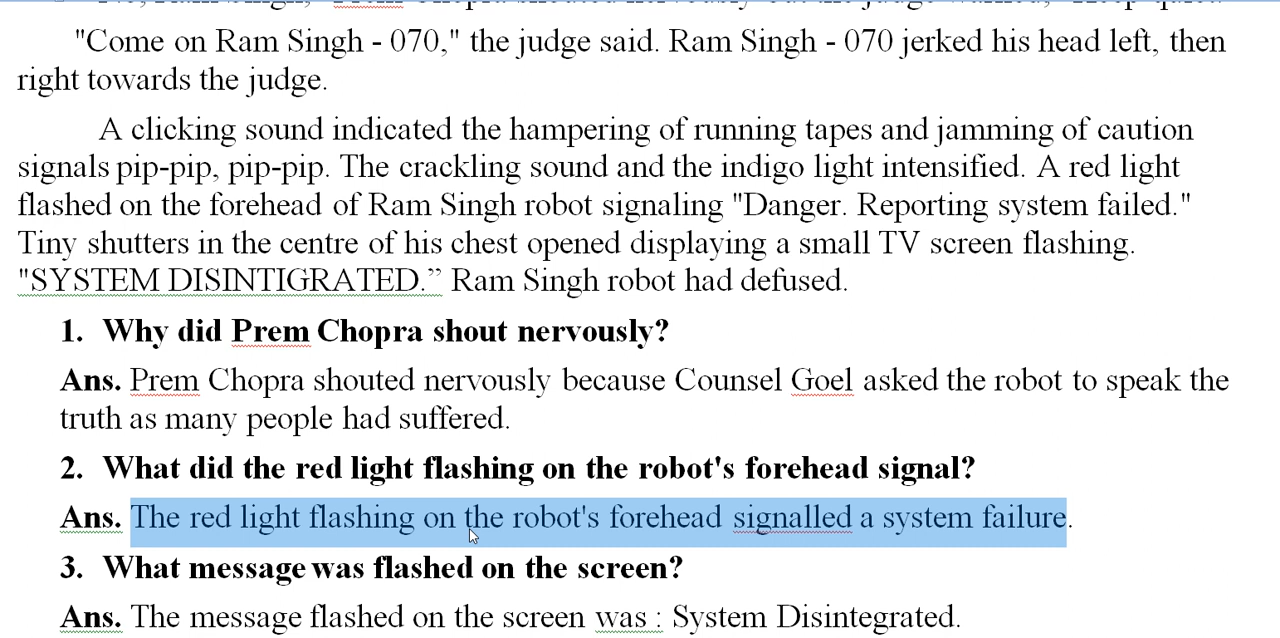 "Come on Ram Singh - 070," the judge said. Ram Singh - 070 jerked his head left, then
right towards the judge.
A clicking sound indicated the hampering of running tapes and jamming of caution
signals pip-pip, pip-pip. The crackling sound and the indigo light intensified. A red light
flashed on the forehead of Ram Singh robot signaling "Danger. Reporting system failed."
Tiny shutters in the centre of his chest opened displaying a small TV screen flashing.
"SYSTEM DISINTIGRATED.” Ram Singh robot had defused.
1. Why did Prem Chopra shout nervously?
Ans. Prem Chopra shouted nervously because Counsel Goel asked the robot to speak the
truth as many people had suffered.
2. What did the red light flashing on the robot's forehead signal?
Ans. The red light flashing on the robot's forehead signalled a system failure.
3. What message was flashed on the screen?
Ans. The message flashed on the screen was : System Disintegrated.